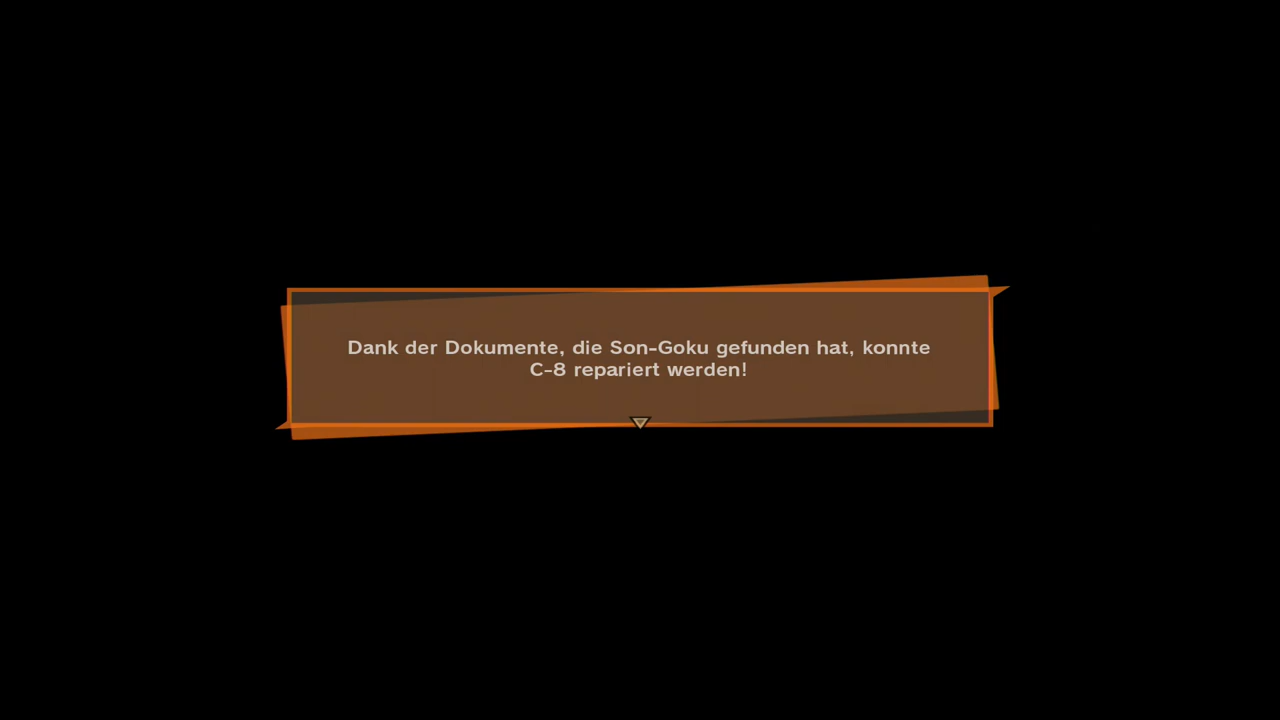 Dank der Dokumente, die Son-Goku gefunden hat, konnte
C-8 repariert werden!